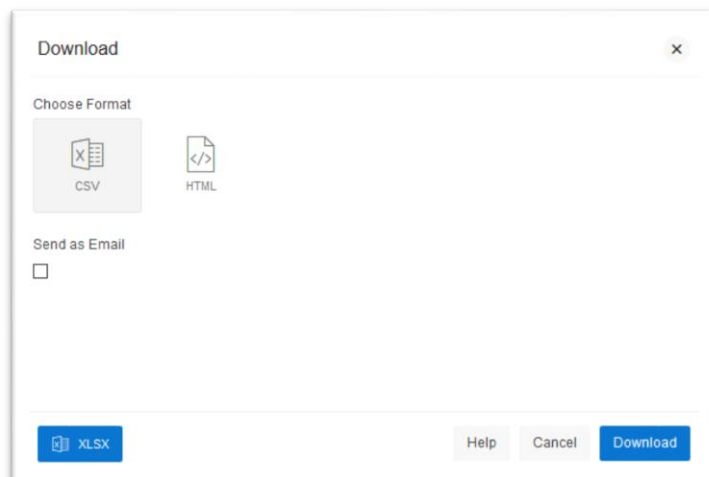 Download
Choose Format
CSV
HTML
Send as Email
XLSX
Help
Cancel
Download